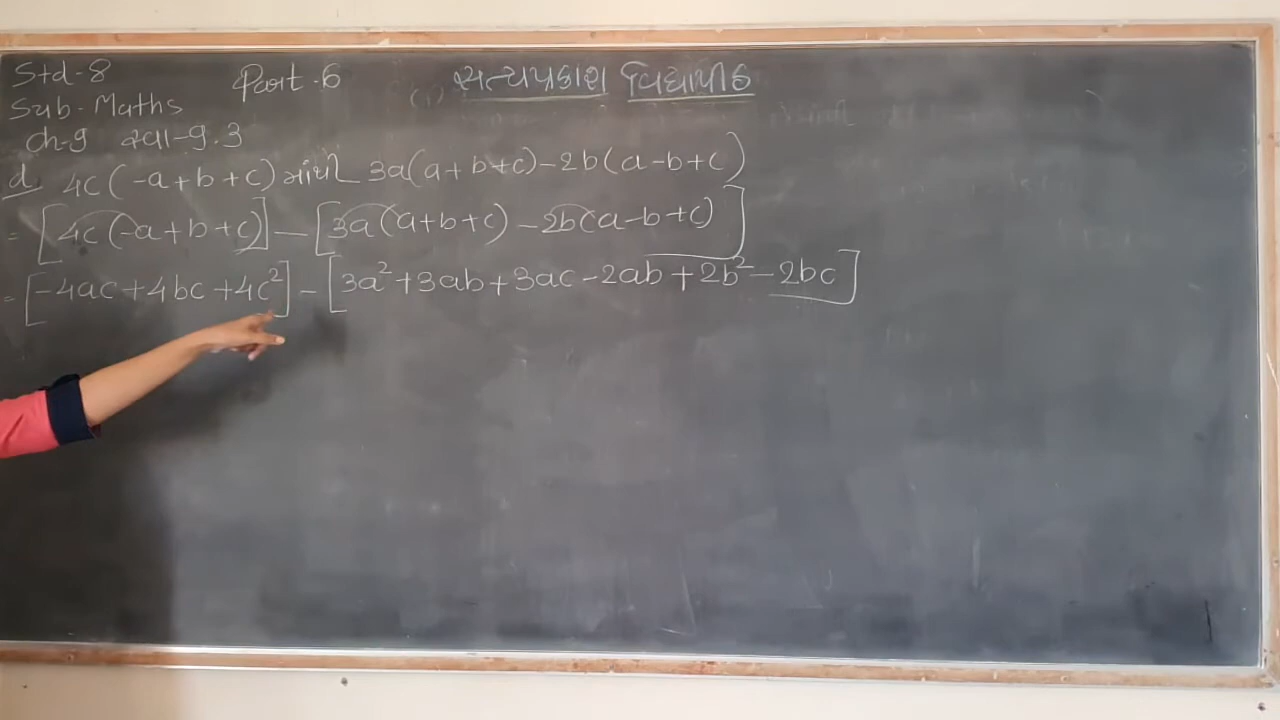 Std-8
Part-6
સત્યપ્રકાશ વિદ્યાપીઠ
Sub-Maths
Ch-9 સ્વા-9.3
d 4c(-a+b+c) માંથી 3a(a+b+c)-2b(a-b+c)
= [4c(-a+b+c)] - [3a(a+b+c) - 2b(a-b+c)]
= [-4ac+4bc+4c²] - [3a²+3ab+3ac-2ab+2b²-2bc]